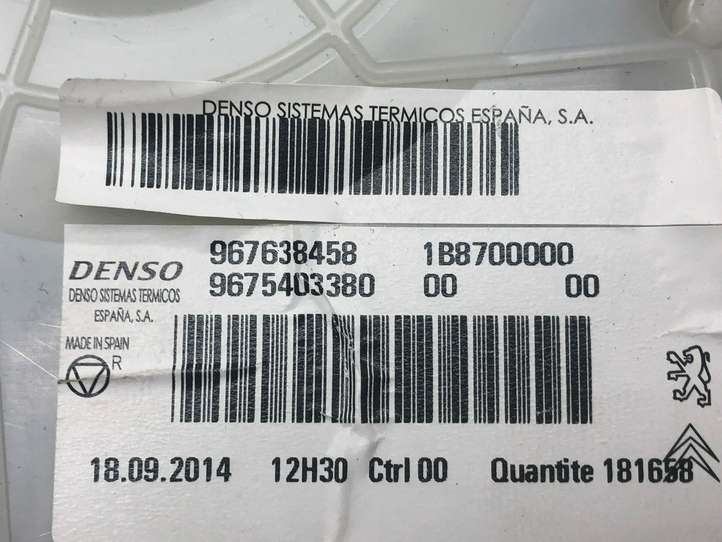 DENSO SISTEMAS TERMICOS ESPAÑA, S.A.
967638458 1B8700000
9675403380 00 00
DENSO
DENSO SISTEMAS TERMICOS
ESPAÑA, S.A.
MADE IN SPAIN
R
18.09.2014 12H30 Ctrl 00 Quantite 181658